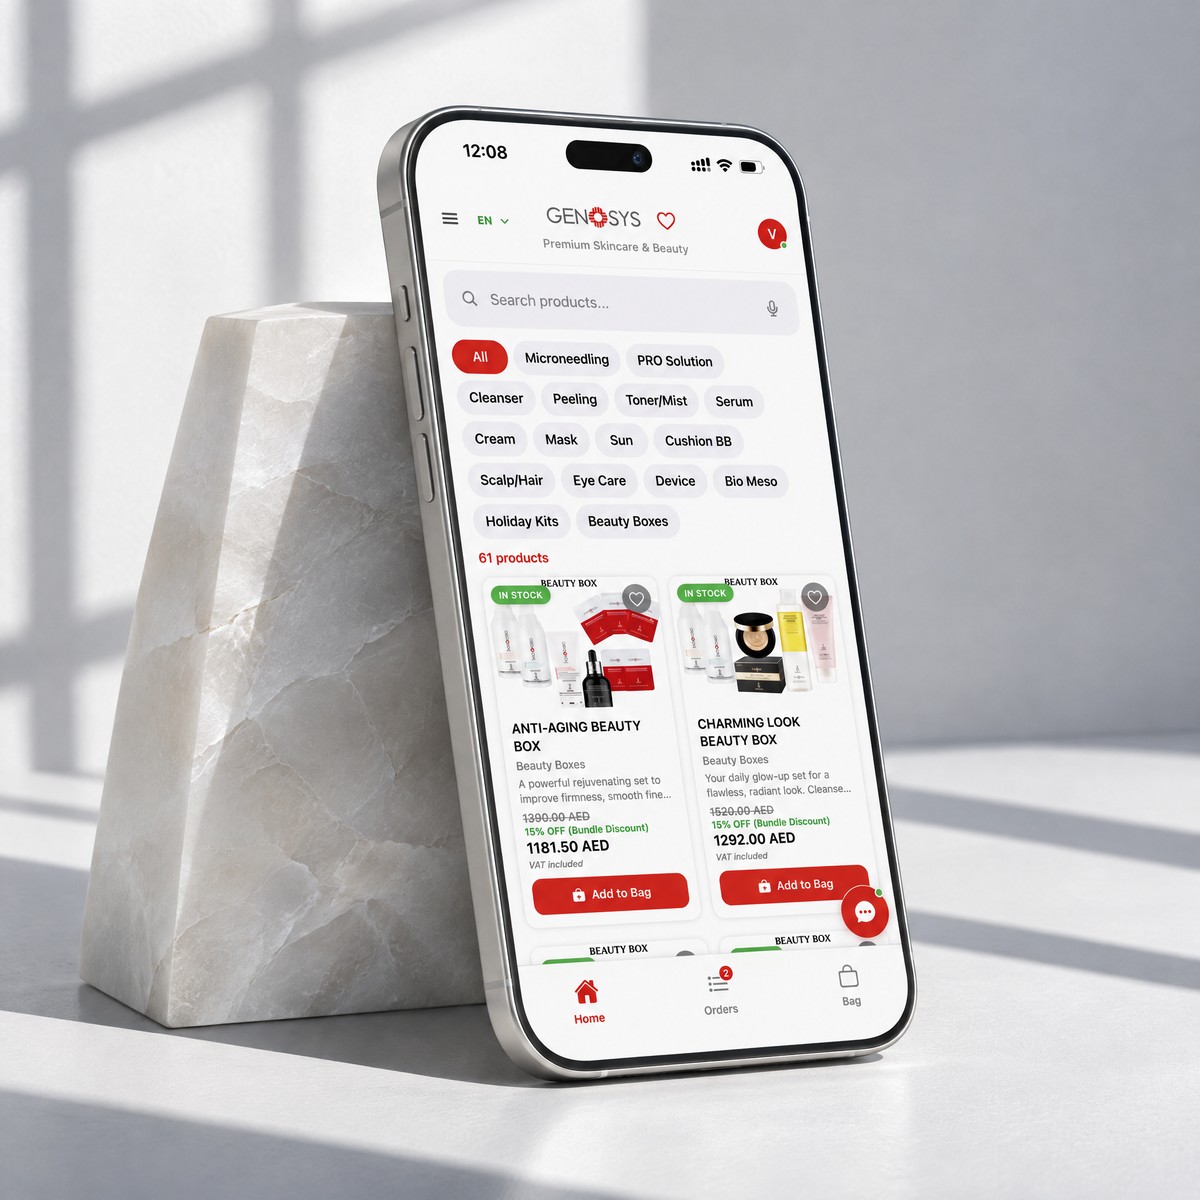 12:08
EN
GENOSYS
Premium Skincare & Beauty
V
Search products...
All
Microneedling
PRO Solution
Cleanser
Peeling
Toner/Mist
Serum
Cream
Mask
Sun
Cushion BB
Scalp/Hair
Eye Care
Device
Bio Meso
Holiday Kits
Beauty Boxes
61 products
BEAUTY BOX
IN STOCK
ANTI-AGING BEAUTY
BOX
Beauty Boxes
A powerful rejuvenating set to
improve firmness, smooth fine...
1390.00 AED
15% OFF (Bundle Discount)
1181.50 AED
VAT included
Add to Bag
BEAUTY BOX
IN STOCK
CHARMING LOOK
BEAUTY BOX
Beauty Boxes
Your daily glow-up set for a
flawless, radiant look. Cleanse...
1520.00 AED
15% OFF (Bundle Discount)
1292.00 AED
VAT included
Add to Bag
BEAUTY BOX
BEAUTY BOX
Home
2
Orders
Bag